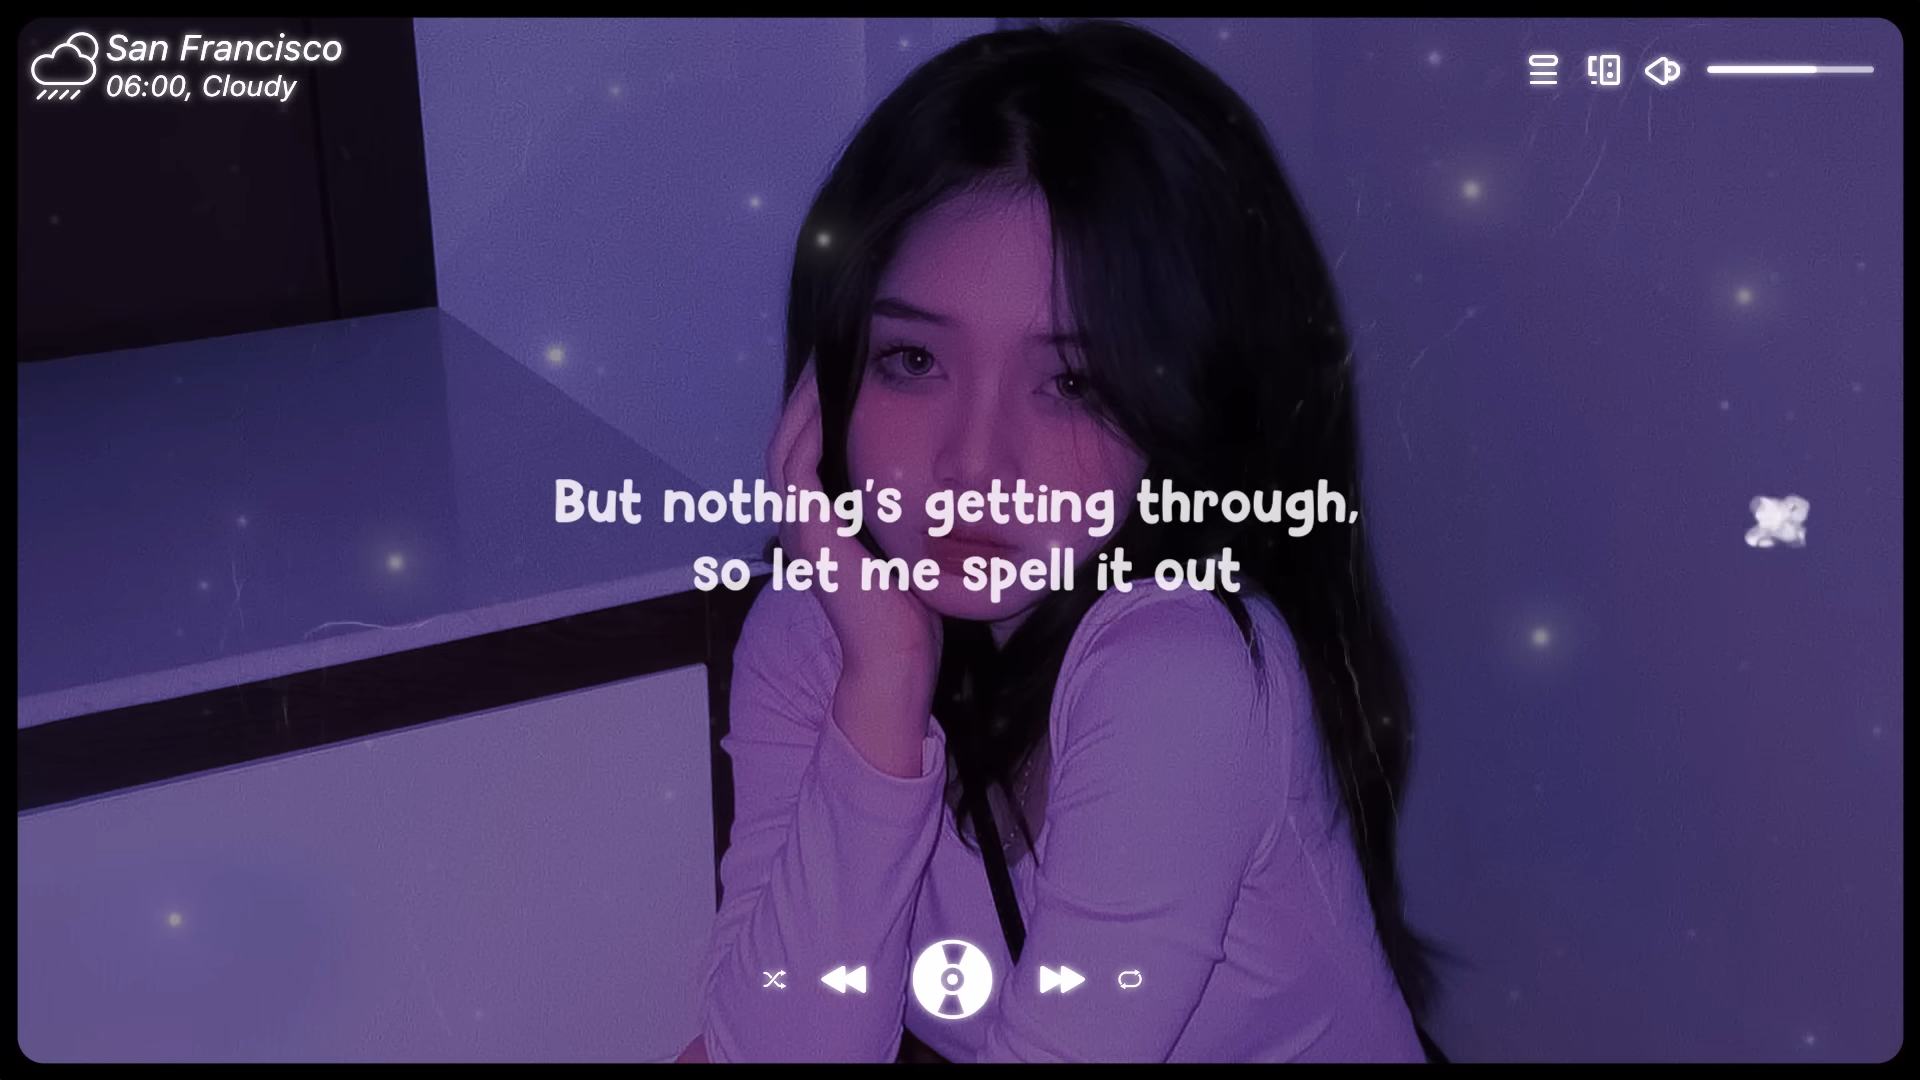 San Francisco
06:00, Cloudy
But nothing's getting through,
so let me spell it out